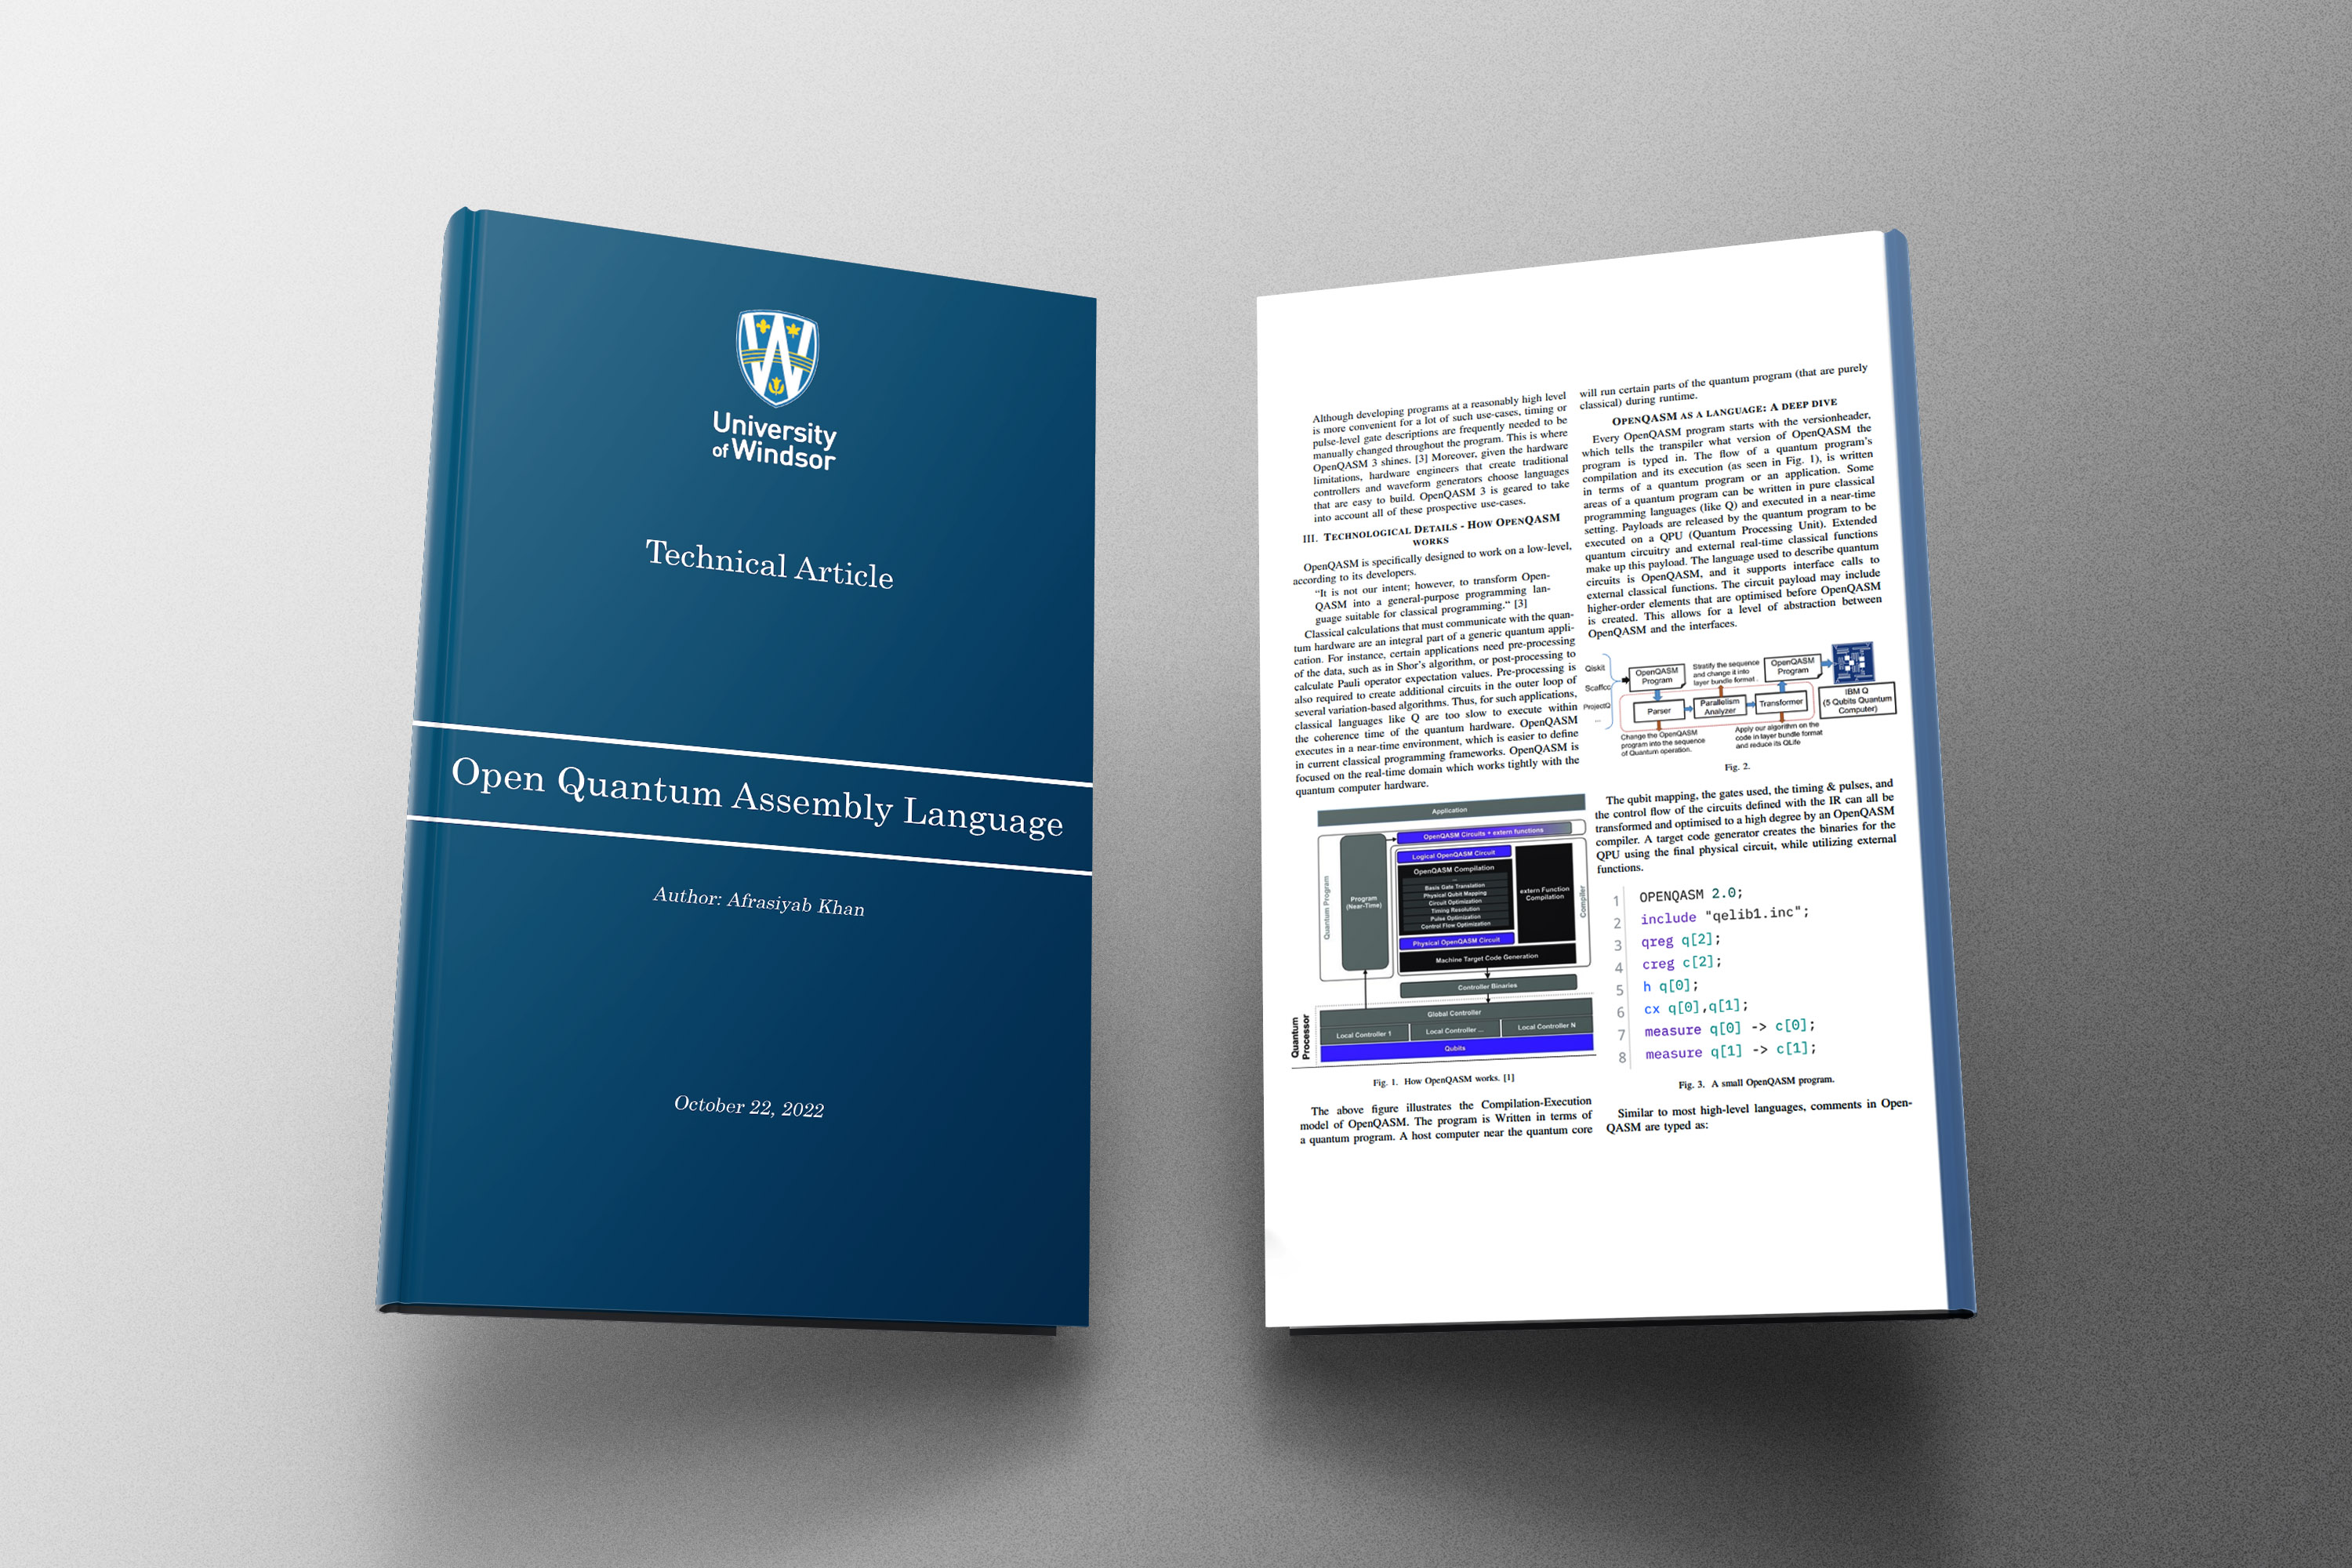 University
of Windsor
Technical Article
Open Quantum Assembly Language
Author: Afrasiyab Khan
October 22, 2022
Although developing programs at a reasonably high level
is more convenient for a lot of such use-cases, timing or
pulse-level gate descriptions are frequently needed to be
manually changed throughout the program. This is where
OpenQASM 3 shines. [3] Moreover, given the hardware
limitations, hardware engineers that create traditional
controllers and waveform generators choose languages
that are easy to build. OpenQASM 3 is geared to take
into account all of these prospective use-cases.
III. Technological Details - How OpenQASM
works
OpenQASM is specifically designed to work on a low-level,
according to its developers.
"It is not our intent; however, to transform Open-
QASM into a general-purpose programming lan-
guage suitable for classical programming." [3]
Classical calculations that must communicate with the quan-
tum hardware are an integral part of a generic quantum appli-
cation. For instance, certain applications need pre-processing
of the data, such as in Shor's algorithm, or post-processing to
calculate Pauli operator expectation values. Pre-processing is
also required to create additional circuits in the outer loop of
several variation-based algorithms. Thus, for such applications,
classical languages like Q are too slow to execute within
the coherence time of the quantum hardware. OpenQASM
executes in a near-time environment, which is easier to define
in current classical programming frameworks. OpenQASM is
focused on the real-time domain which works tightly with the
quantum computer hardware.
Application
Quantum Program
Program
(Near-Time)
OpenQASM Circuits + extern functions
Logical OpenQASM Circuit
OpenQASM Compilation
...
Basis Gate Translation
Physical Qubit Mapping
Circuit Optimization
Timing Resolution
Pulse Optimization
Control Flow Optimization
extern Function
Compilation
Compiler
Physical OpenQASM Circuit
Machine Target Code Generation
Controller Binaries
Quantum
Processor
Global Controller
Local Controller 1
Local Controller ...
Local Controller N
Qubits
Fig. 1. How OpenQASM works. [1]
The above figure illustrates the Compilation-Execution
model of OpenQASM. The program is Written in terms of
a quantum program. A host computer near the quantum core
will run certain parts of the quantum program (that are purely
classical) during runtime.
OpenQASM as a language: A deep dive
Every OpenQASM program starts with the versionheader,
which tells the transpiler what version of OpenQASM the
program is typed in. The flow of a quantum program's
compilation and its execution (as seen in Fig. 1), is written
in terms of a quantum program or an application. Some
areas of a quantum program can be written in pure classical
programming languages (like Q) and executed in a near-time
setting. Payloads are released by the quantum program to be
executed on a QPU (Quantum Processing Unit). Extended
quantum circuitry and external real-time classical functions
make up this payload. The language used to describe quantum
circuits is OpenQASM, and it supports interface calls to
external classical functions. The circuit payload may include
higher-order elements that are optimised before OpenQASM
is created. This allows for a level of abstraction between
OpenQASM and the interfaces.
Qiskit
Scaffcc
ProjectQ
...
OpenQASM
Program
Stratify the sequence
and change it into
layer bundle format .
OpenQASM
Program
Parser
Parallelism
Analyzer
Transformer
IBM Q
(5 Qubits Quantum
Computer)
Change the OpenQASM
program into the sequence
of Quantum operation.
Apply our algorithm on the
code in layer bundle format
and reduce its QLife
Fig. 2.
The qubit mapping, the gates used, the timing & pulses, and
the control flow of the circuits defined with the IR can all be
transformed and optimised to a high degree by an OpenQASM
compiler. A target code generator creates the binaries for the
QPU using the final physical circuit, while utilizing external
functions.
1 OPENQASM 2.0;
2 include "qelib1.inc";
3 qreg q[2];
4 creg c[2];
5 h q[0];
6 cx q[0],q[1];
7 measure q[0] -> c[0];
8 measure q[1] -> c[1];
Fig. 3. A small OpenQASM program.
Similar to most high-level languages, comments in Open-
QASM are typed as: